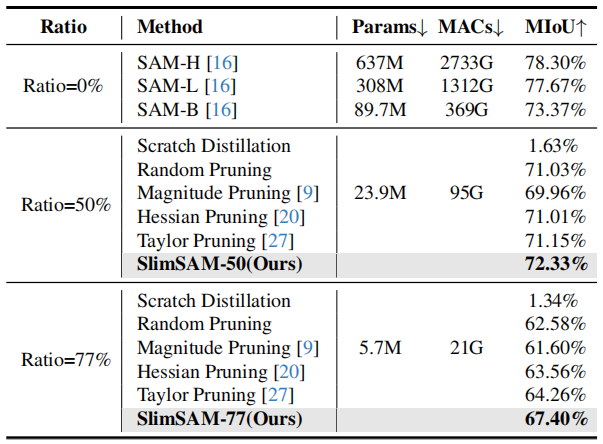 Ratio Method Params↓ MACs↓ MIoU↑
SAM-H [16] 637M 2733G 78.30%
Ratio=0% SAM-L [16] 308M 1312G 77.67%
SAM-B [16] 89.7M 369G 73.37%
Scratch Distillation 1.63%
Random Pruning 71.03%
Ratio=50% Magnitude Pruning [9] 23.9M 95G 69.96%
Hessian Pruning [20] 71.01%
Taylor Pruning [27] 71.15%
SlimSAM-50(Ours) 72.33%
Scratch Distillation 1.34%
Random Pruning 62.58%
Ratio=77% Magnitude Pruning [9] 5.7M 21G 61.60%
Hessian Pruning [20] 63.56%
Taylor Pruning [27] 64.26%
SlimSAM-77(Ours) 67.40%